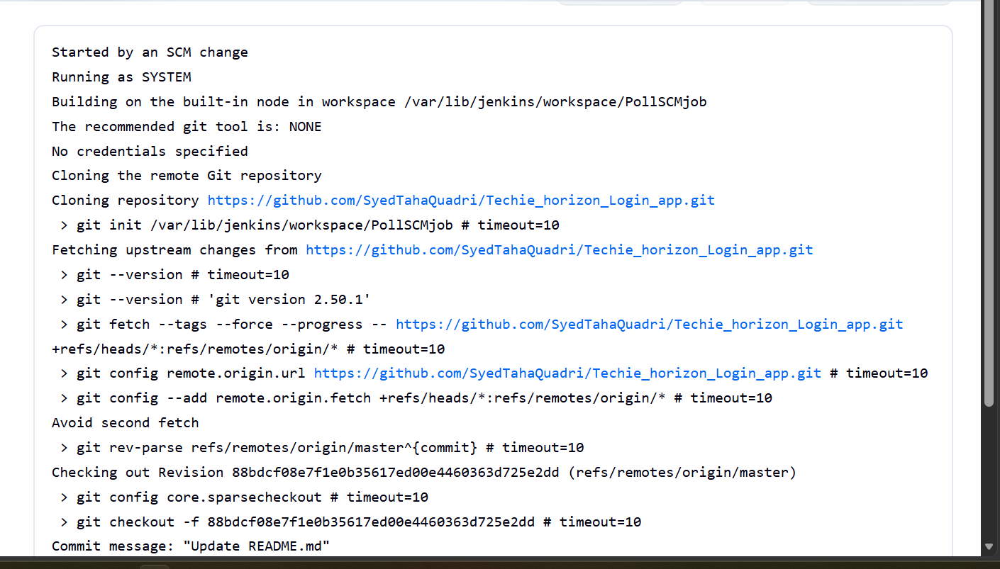 Started by an SCM change
Running as SYSTEM
Building on the built-in node in workspace /var/lib/jenkins/workspace/PollSCMjob
The recommended git tool is: NONE
No credentials specified
Cloning the remote Git repository
Cloning repository https://github.com/SyedTahaQuadri/Techie_horizon_Login_app.git
 > git init /var/lib/jenkins/workspace/PollSCMjob # timeout=10
Fetching upstream changes from https://github.com/SyedTahaQuadri/Techie_horizon_Login_app.git
 > git --version # timeout=10
 > git --version # 'git version 2.50.1'
 > git fetch --tags --force --progress -- https://github.com/SyedTahaQuadri/Techie_horizon_Login_app.git
+refs/heads/*:refs/remotes/origin/* # timeout=10
 > git config remote.origin.url https://github.com/SyedTahaQuadri/Techie_horizon_Login_app.git # timeout=10
 > git config --add remote.origin.fetch +refs/heads/*:refs/remotes/origin/* # timeout=10
Avoid second fetch
 > git rev-parse refs/remotes/origin/master^{commit} # timeout=10
Checking out Revision 88bdcf08e7f1e0b35617ed00e4460363d725e2dd (refs/remotes/origin/master)
 > git config core.sparsecheckout # timeout=10
 > git checkout -f 88bdcf08e7f1e0b35617ed00e4460363d725e2dd # timeout=10
Commit message: "Update README.md"